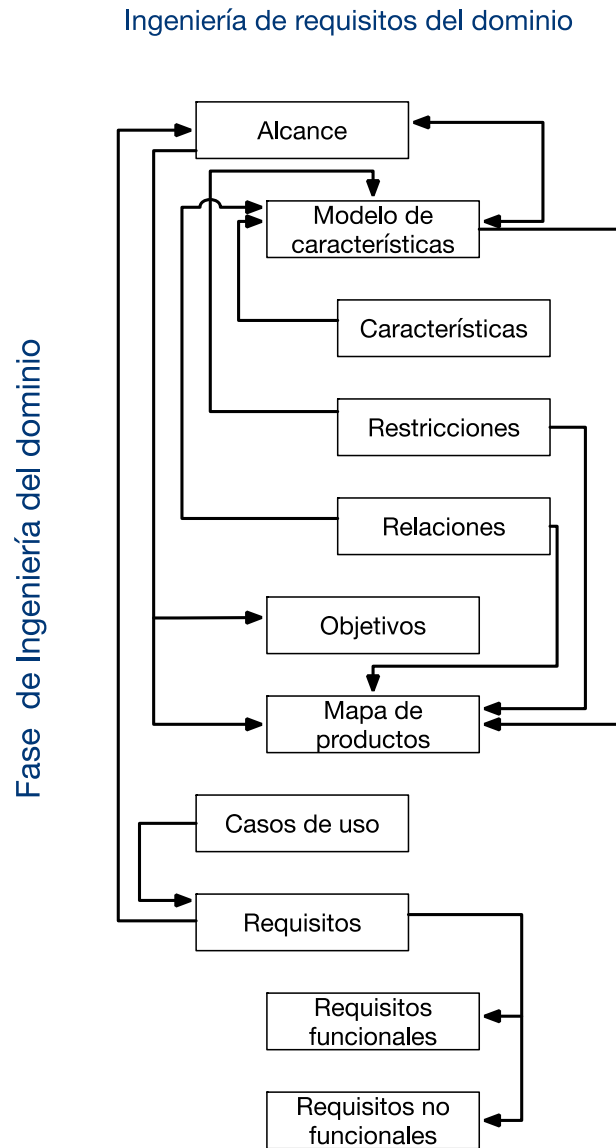 Ingeniería de requisitos del dominio
Fase de Ingeniería del dominio
Alcance
Modelo de
características
Características
Restricciones
Relaciones
Objetivos
Mapa de
productos
Casos de uso
Requisitos
Requisitos
funcionales
Requisitos no
funcionales